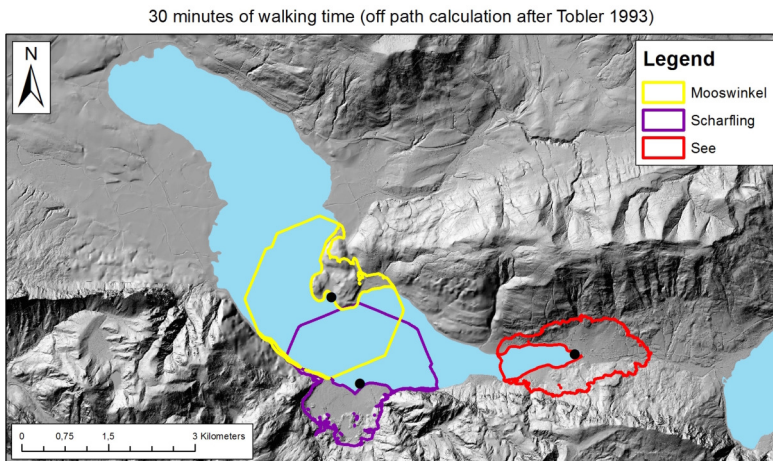 30 minutes of walking time (off path calculation after Tobler 1993)
N
Legend
Mooswinkel
Scharfling
See
0 0,75 1,5 3 Kilometers